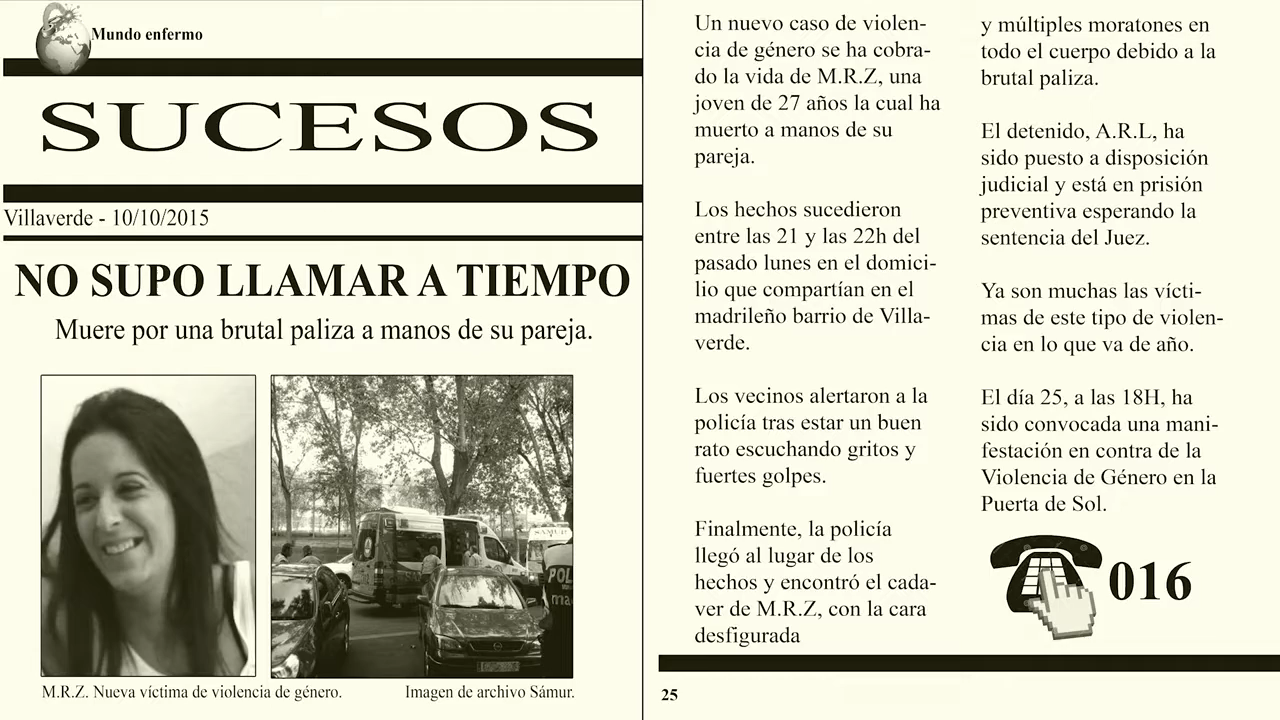 Mundo enfermo
SUCESOS
Villaverde - 10/10/2015
NO SUPO LLAMAR A TIEMPO
Muere por una brutal paliza a manos de su pareja.
SAMUR
POL
ma
M.R.Z. Nueva víctima de violencia de género.
Imagen de archivo Sámur.
Un nuevo caso de violen-
cia de género se ha cobra-
do la vida de M.R.Z, una
joven de 27 años la cual ha
muerto a manos de su
pareja.
Los hechos sucedieron
entre las 21 y las 22h del
pasado lunes en el domici-
lio que compartían en el
madrileño barrio de Villa-
verde.
Los vecinos alertaron a la
policía tras estar un buen
rato escuchando gritos y
fuertes golpes.
Finalmente, la policía
llegó al lugar de los
hechos y encontró el cada-
ver de M.R.Z, con la cara
desfigurada
y múltiples moratones en
todo el cuerpo debido a la
brutal paliza.
El detenido, A.R.L, ha
sido puesto a disposición
judicial y está en prisión
preventiva esperando la
sentencia del Juez.
Ya son muchas las vícti-
mas de este tipo de violen-
cia en lo que va de año.
El día 25, a las 18H, ha
sido convocada una mani-
festación en contra de la
Violencia de Género en la
Puerta de Sol.
016
25